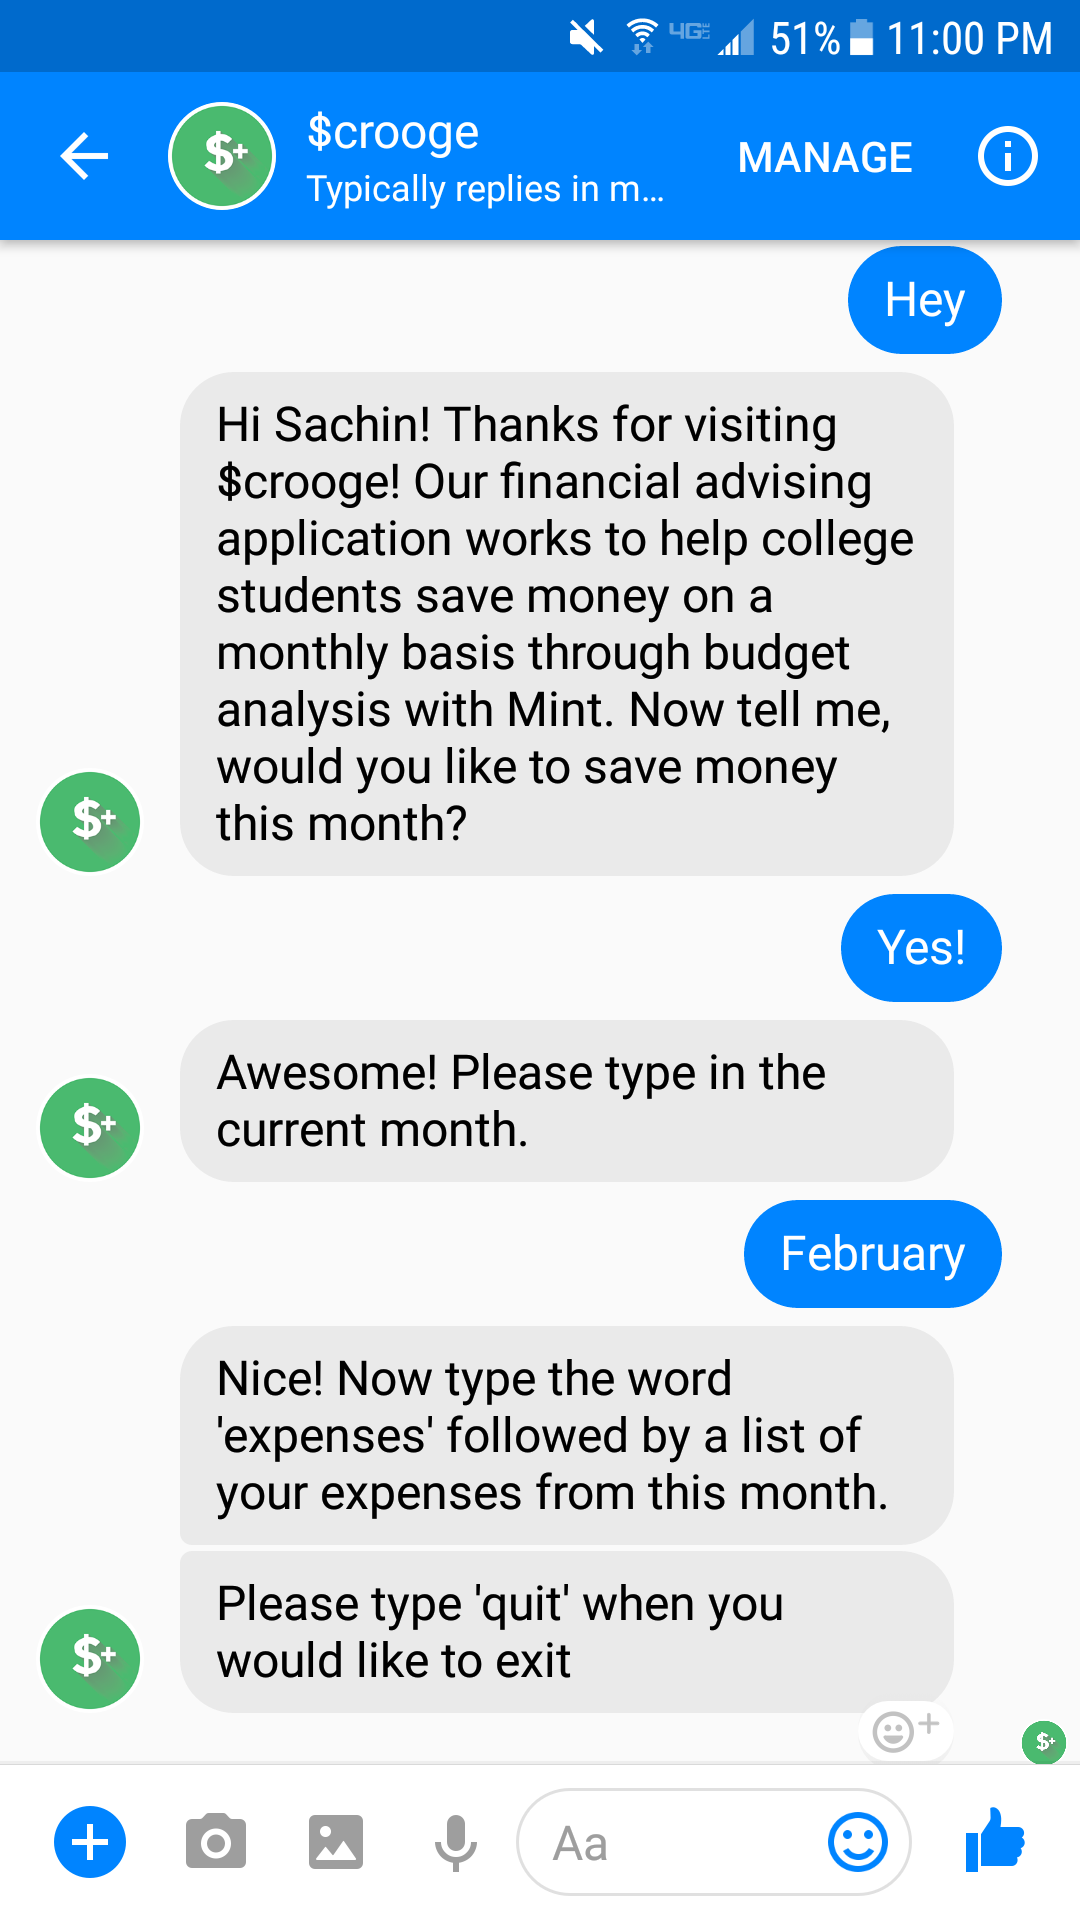 4G LTE 51% 11:00 PM
$crooge
Typically replies in m...
MANAGE
$+
Hey
Hi Sachin! Thanks for visiting
$crooge! Our financial advising
application works to help college
students save money on a
monthly basis through budget
analysis with Mint. Now tell me,
would you like to save money
this month?
$+
Yes!
Awesome! Please type in the
current month.
$+
February
Nice! Now type the word
'expenses' followed by a list of
your expenses from this month.
Please type 'quit' when you
would like to exit
$+
$+
Aa